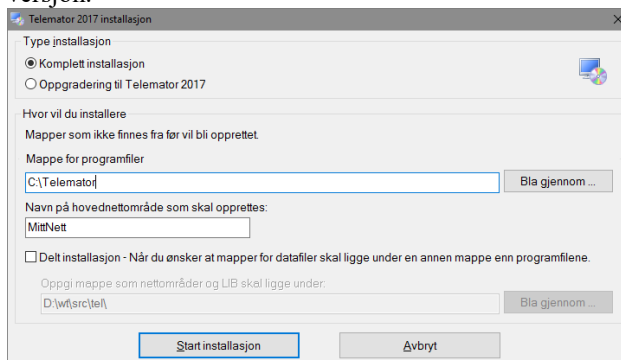 versjon.
Telemator 2017 installasjon
Type installasjon
Komplett installasjon
Oppgradering til Telemator 2017
Hvor vil du installere
Mapper som ikke finnes fra før vil bli opprettet.
Mappe for programfiler
C:\Telemator
Bla gjennom ...
Navn på hovednettområde som skal opprettes:
MittNett
Delt installasjon - Når du ønsker at mapper for datafiler skal ligge under en annen mappe enn programfilene.
Oppgi mappe som nettområder og LIB skal ligge under:
D:\wf\src\tel\
Bla gjennom ...
Start installasjon
Avbryt